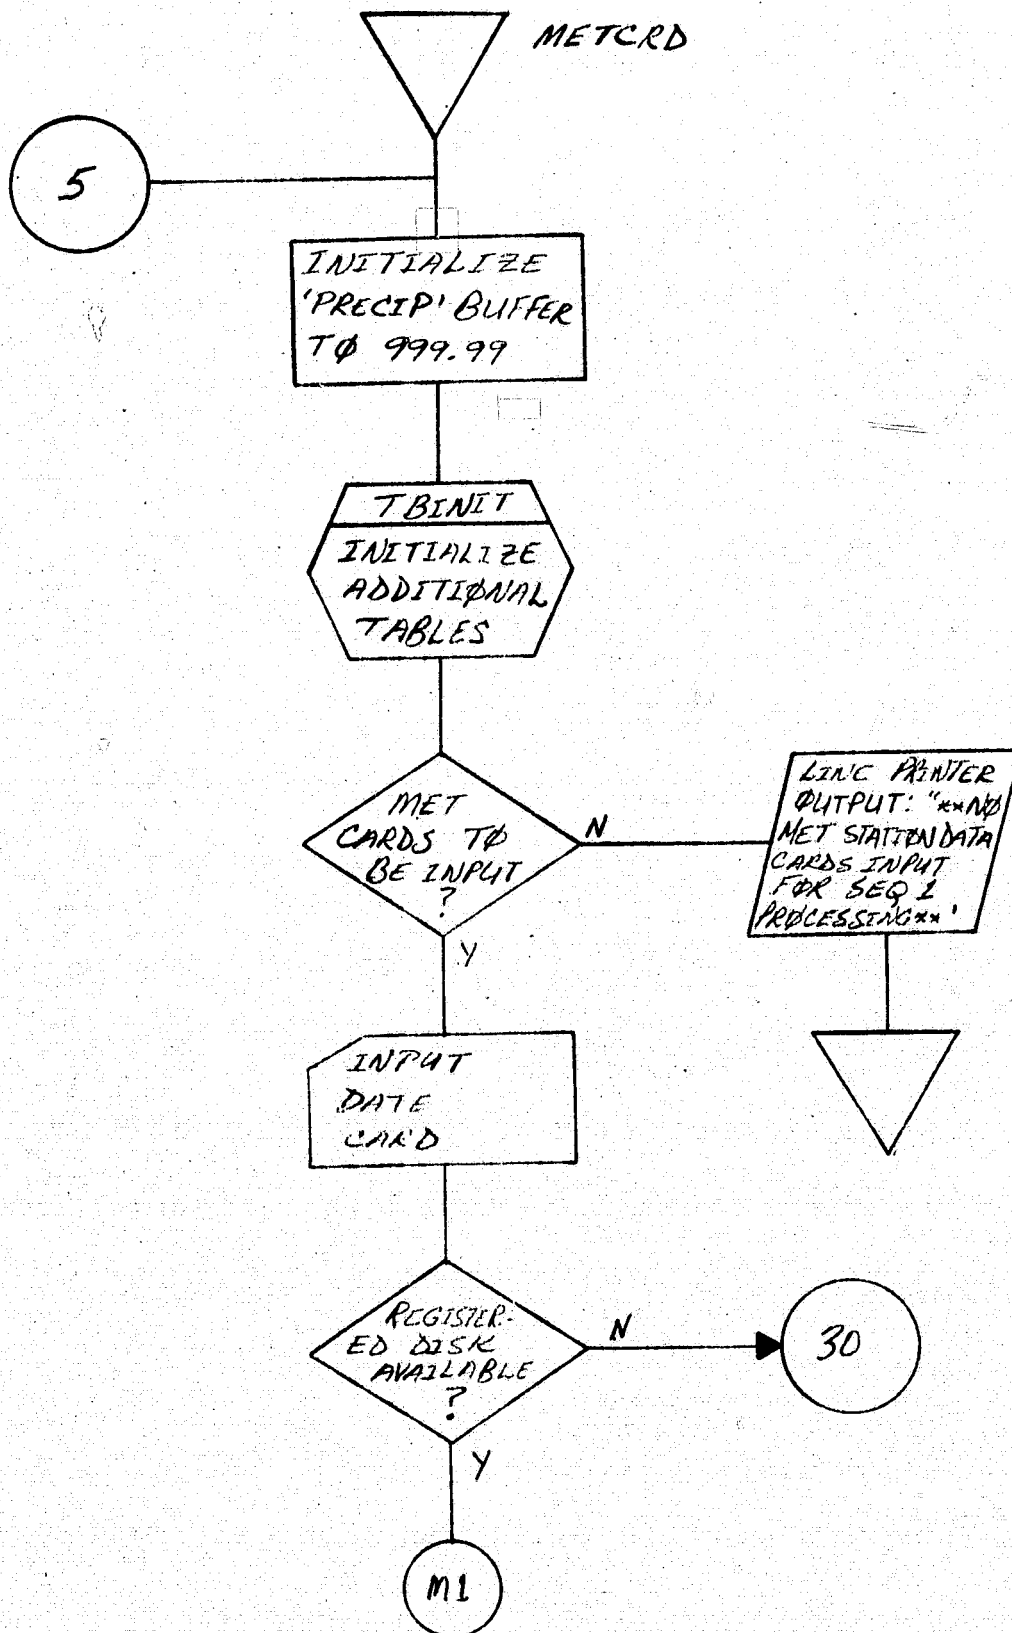 METCRD
5
INITIALIZE
'PRECIP' BUFFER
TØ 999.99
TBINIT
INITIALIZE
ADDITIØNAL
TABLES
MET
CARDS TØ
BE INPUT
?
N
Y
LINE PRINTER
ØUTPUT: "**NØ
MET STATIØN DATA
CARDS INPUT
FØR SEQ 1
PRØCESSING**'
INPUT
DATE
CARD
REGISTER-
ED DISK
AVAILABLE
?
N
30
Y
M1